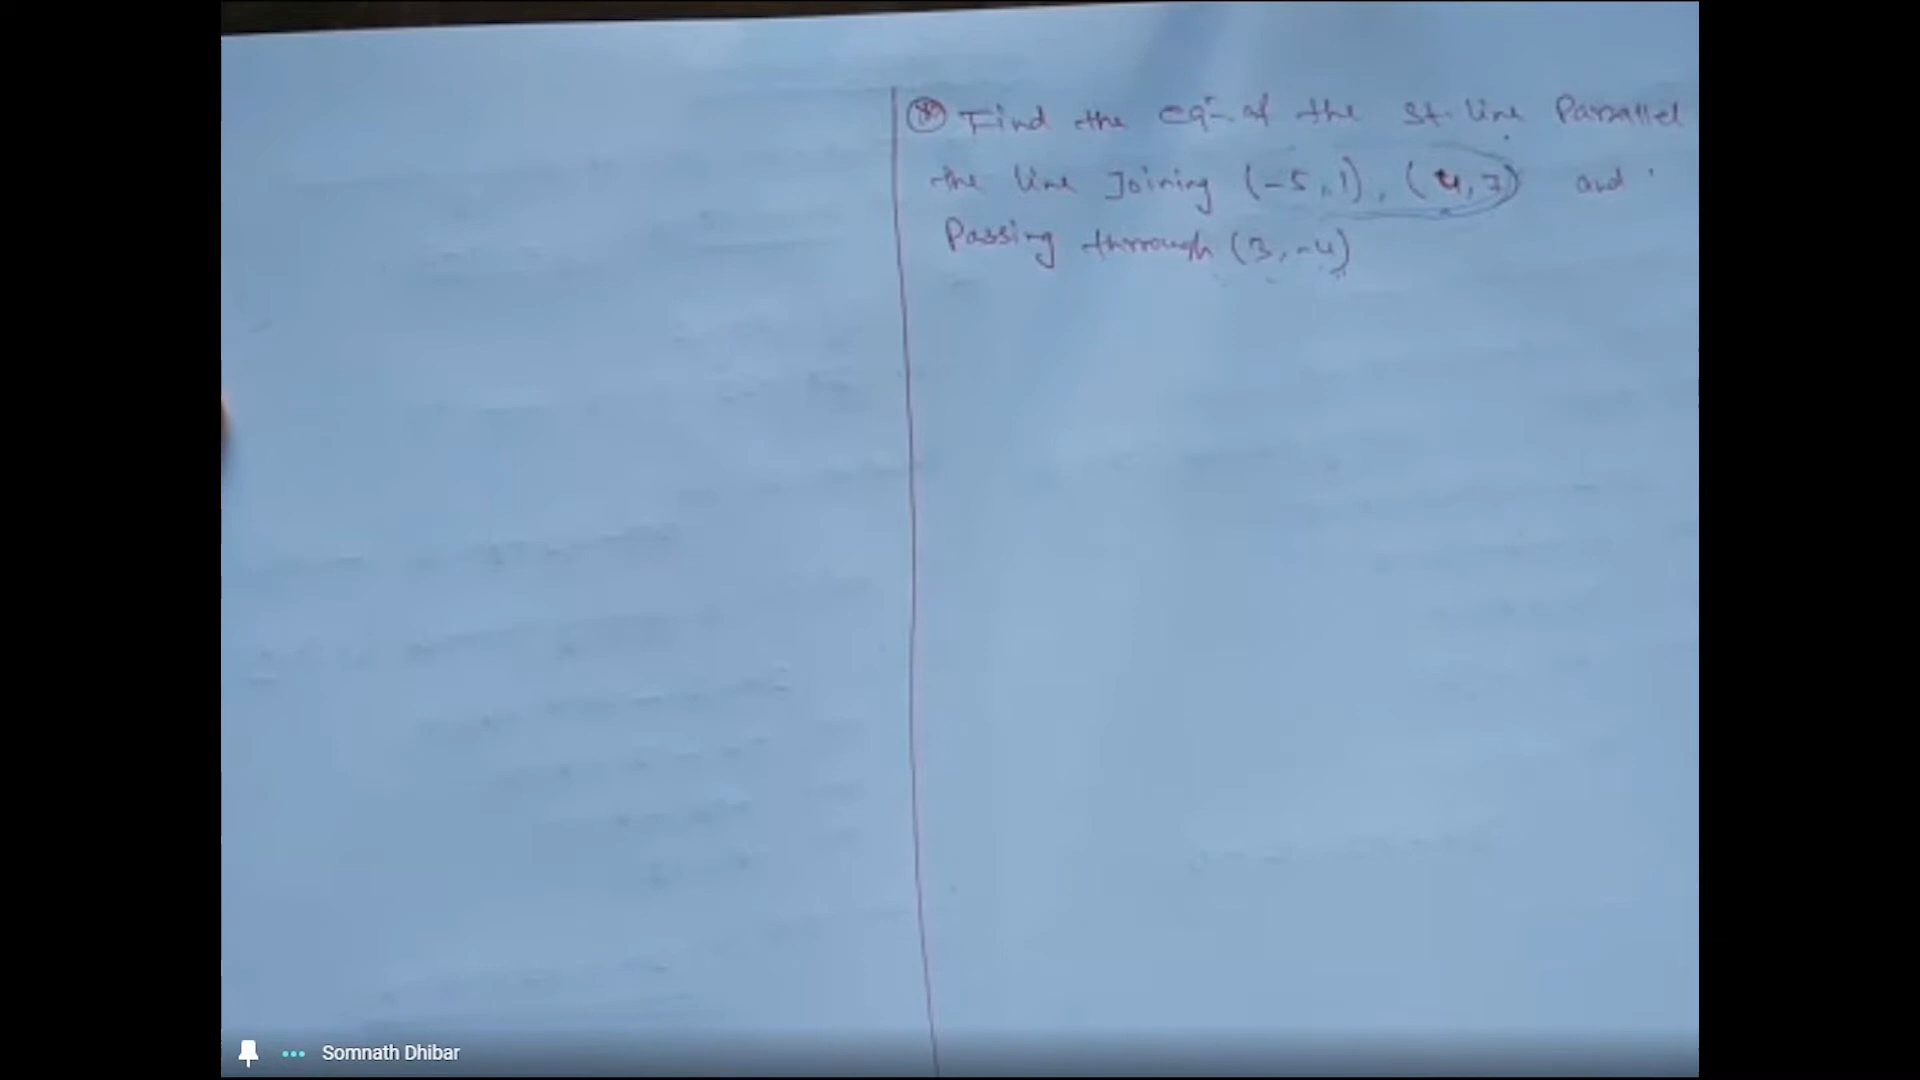 Find the eqn of the St. line Parallel
the line Joining (-5,1), (4,7) and
Passing through (3,-4)
Somnath Dhibar